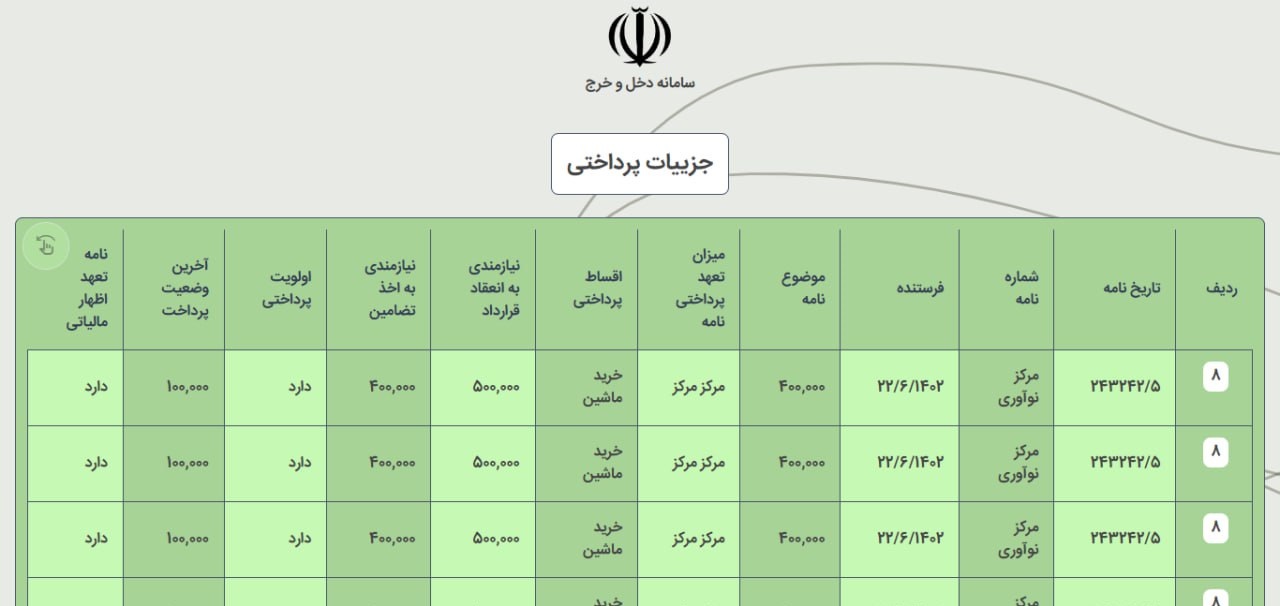 سامانه دخل و خرج
جزییات پرداختی
ردیف
تاریخ نامه
شماره
نامه
فرستنده
موضوع
نامه
میزان
تعهد
پرداختی
نامه
اقساط
پرداختی
نیازمندی
به انعقاد
قرارداد
نیازمندی
به اخذ
تضامین
اولویت
پرداختی
آخرین
وضعیت
پرداخت
نامه
تعهد
اظهار
مالیاتی
۸
۲۴۳۲۴۲/۵
مرکز
نوآوری
۲۲/۶/۱۴۰۲
۴۰۰,۰۰۰
مرکز مرکز
خرید
ماشین
۵۰۰,۰۰۰
۴۰۰,۰۰۰
دارد
۱۰۰,۰۰۰
دارد
۸
۲۴۳۲۴۲/۵
مرکز
نوآوری
۲۲/۶/۱۴۰۲
۴۰۰,۰۰۰
مرکز مرکز
خرید
ماشین
۵۰۰,۰۰۰
۴۰۰,۰۰۰
دارد
۱۰۰,۰۰۰
دارد
۸
۲۴۳۲۴۲/۵
مرکز
نوآوری
۲۲/۶/۱۴۰۲
۴۰۰,۰۰۰
مرکز مرکز
خرید
ماشین
۵۰۰,۰۰۰
۴۰۰,۰۰۰
دارد
۱۰۰,۰۰۰
دارد
۸
مرکز
خرید